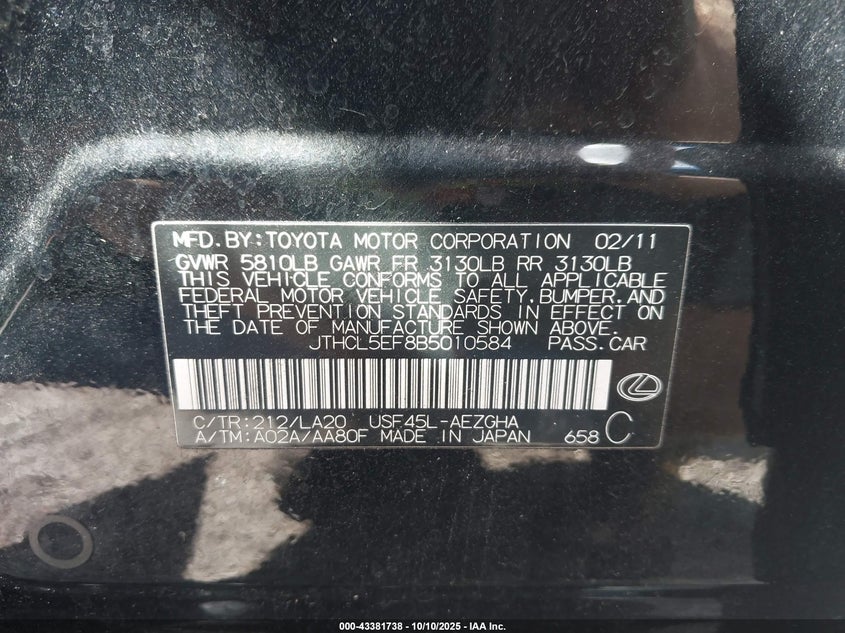 MFD.BY:TOYOTA MOTOR CORPORATION 02/11
GVWR 5810LB GAWR FR 3130LB RR 3130LB
THIS VEHICLE CONFORMS TO ALL APPLICABLE
FEDERAL MOTOR VEHICLE SAFETY,BUMPER,AND
THEFT PREVENTION STANDARDS IN EFFECT ON
THE DATE OF MANUFACTURE SHOWN ABOVE.
JTHCL5EF8B5010584 PASS.CAR
C/TR:212/LA20 USF45L-AEZGHA
A/TM:A02A/AA80F MADE IN JAPAN 658 C
000-43381738 - 10/10/2025 - IAA Inc.